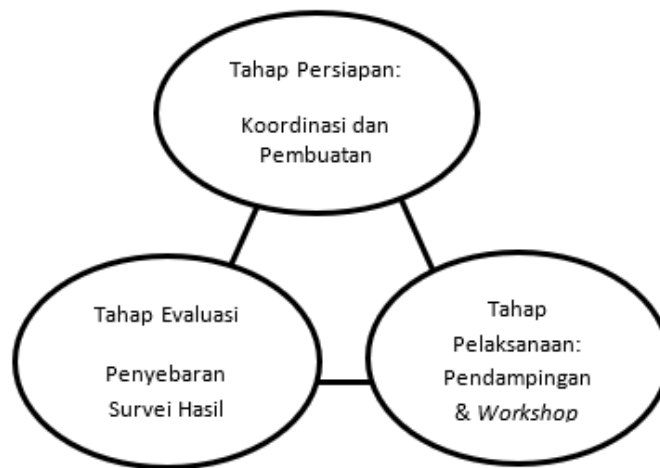 Tahap Persiapan:
Koordinasi dan
Pembuatan
Tahap Evaluasi
Penyebaran
Survei Hasil
Tahap
Pelaksanaan:
Pendampingan
& Workshop